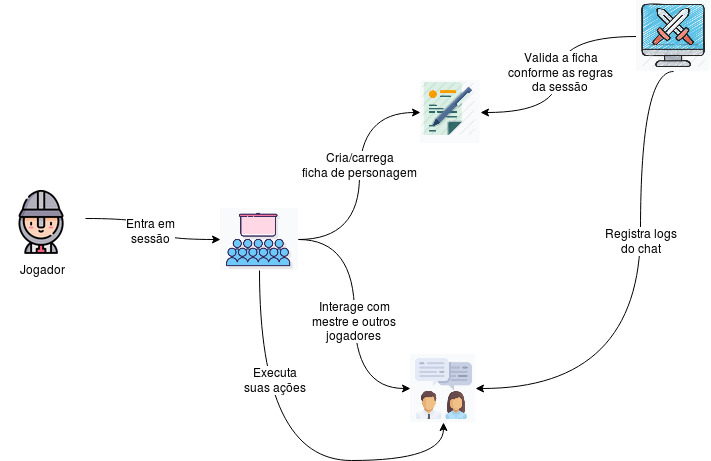 Valida a ficha
conforme as regras
da sessão
Cria/carrega
ficha de personagem
Entra em
sessão
Jogador
Registra logs
do chat
Interage com
mestre e outros
jogadores
Executa
suas ações